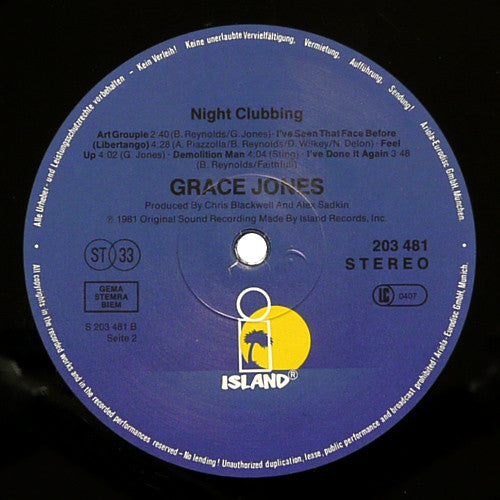 Alle Urheber- und Leistungsschutzrechte vorbehalten - Kein Verleih! Keine unerlaubte Vervielfältigung, Vermietung, Aufführung, Sendung! Ariola-Eurodisc GmbH, München.
Night Clubbing
Art Groupie 2:40 (B. Reynolds/G. Jones) · I've Seen That Face Before
(Libertango) 4:28 (A. Piazzolla/B. Reynolds/D. Wilkey/N. Delon) · Feel
Up 4:02 (G. Jones) · Demolition Man 4:04 (Sting) · I've Done It Again 3:48
(B. Reynolds/Faithfull)
GRACE JONES
Produced By Chris Blackwell And Alex Sadkin
℗ 1981 Original Sound Recording Made By Island Records, Inc.
ST 33
203 481
STEREO
GEMA
STEMRA
BIEM
LC 0407
S 203 481 B
Seite 2
ISLAND®
All copyrights in the recorded works and in the recorded performances reserved - No lending! Unauthorized duplication, lease, public performance and broadcast prohibited! Ariola-Eurodisc GmbH, Munich.